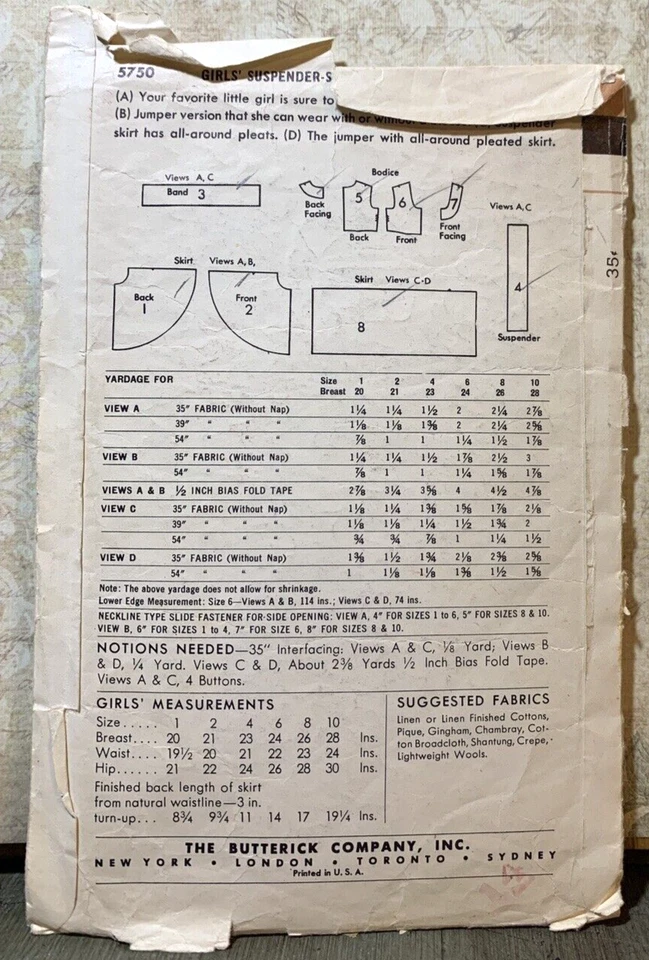 5750 GIRLS' SUSPENDER-S
(A) Your favorite little girl is sure to
(B) Jumper version that she can wear with or
skirt has all-around pleats. (D) The jumper with all-around pleated skirt.
35¢
Views A, C
Band 3
Back Facing
Bodice
5
Back
6
Front
7
Front Facing
Views A, C
4
Suspender
Skirt Views A, B,
Back 1
Front 2
Skirt Views C-D
8
YARDAGE FOR Size 1 2 4 6 8 10
Breast 20 21 23 24 26 28
VIEW A 35" FABRIC (Without Nap) 1¼ 1¼ 1½ 2 2¼ 2⅞
39" " " " 1⅛ 1⅛ 1⅜ 2 2¼ 2⅝
54" " " " ⅞ 1 1 1¼ 1½ 1⅞
VIEW B 35" FABRIC (Without Nap) 1¼ 1¼ 1½ 1⅞ 2½ 3
54" " " " ⅞ 1 1 1¼ 1⅝ 1⅞
VIEWS A & B ½ INCH BIAS FOLD TAPE 2⅞ 3¼ 3⅝ 4 4½ 4⅞
VIEW C 35" FABRIC (Without Nap) 1⅛ 1¼ 1⅜ 1⅝ 1⅞ 2⅛
39" " " " 1⅛ 1⅛ 1¼ 1½ 1¾ 2
54" " " " ¾ ¾ ⅞ 1 1¼ 1½
VIEW D 35" FABRIC (Without Nap) 1⅜ 1½ 1¾ 2⅛ 2⅜ 2⅝
54" " " " 1 1⅛ 1⅛ 1⅜ 1½ 1⅝
Note: The above yardage does not allow for shrinkage.
Lower Edge Measurement: Size 6—Views A & B, 114 ins.; Views C & D, 74 ins.
NECKLINE TYPE SLIDE FASTENER FOR SIDE OPENING: VIEW A, 4" FOR SIZES 1 to 6, 5" FOR SIZES 8 & 10.
VIEW B, 6" FOR SIZES 1 to 4, 7" FOR SIZE 6, 8" FOR SIZES 8 & 10.
NOTIONS NEEDED—35" Interfacing: Views A & C, ⅛ Yard; Views B
& D, ¼ Yard. Views C & D, About 2⅜ Yards ½ Inch Bias Fold Tape.
Views A & C, 4 Buttons.
GIRLS' MEASUREMENTS
Size..... 1 2 4 6 8 10
Breast.... 20 21 23 24 26 28 Ins.
Waist.... 19½ 20 21 22 23 24 Ins.
Hip...... 21 22 24 26 28 30 Ins.
Finished back length of skirt
from natural waistline—3 in.
turn-up... 8¾ 9¾ 11 14 17 19¼ Ins.
SUGGESTED FABRICS
Linen or Linen Finished Cottons,
Pique, Gingham, Chambray, Cot-
ton Broadcloth, Shantung, Crepe,
Lightweight Wools.
THE BUTTERICK COMPANY, INC.
NEW YORK • LONDON • TORONTO • SYDNEY
Printed in U. S. A.